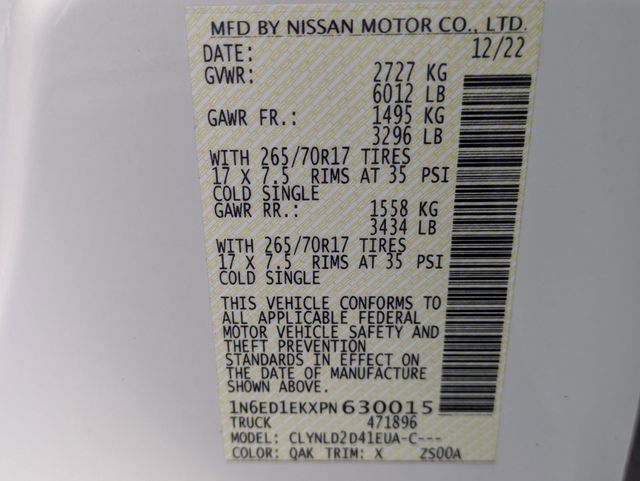 MFD BY NISSAN MOTOR CO., LTD.
DATE: 12/22
GVWR: 2727 KG
6012 LB
GAWR FR.: 1495 KG
3296 LB
WITH 265/70R17 TIRES
17 X 7.5 RIMS AT 35 PSI
COLD SINGLE
GAWR RR.: 1558 KG
3434 LB
WITH 265/70R17 TIRES
17 X 7.5 RIMS AT 35 PSI
COLD SINGLE
THIS VEHICLE CONFORMS TO
ALL APPLICABLE FEDERAL
MOTOR VEHICLE SAFETY AND
THEFT PREVENTION
STANDARDS IN EFFECT ON
THE DATE OF MANUFACTURE
SHOWN ABOVE.
1N6ED1EKXPN630015
TRUCK 471896
MODEL: CLYNLD2D41EUA-C---
COLOR: QAK TRIM: X ZS00A